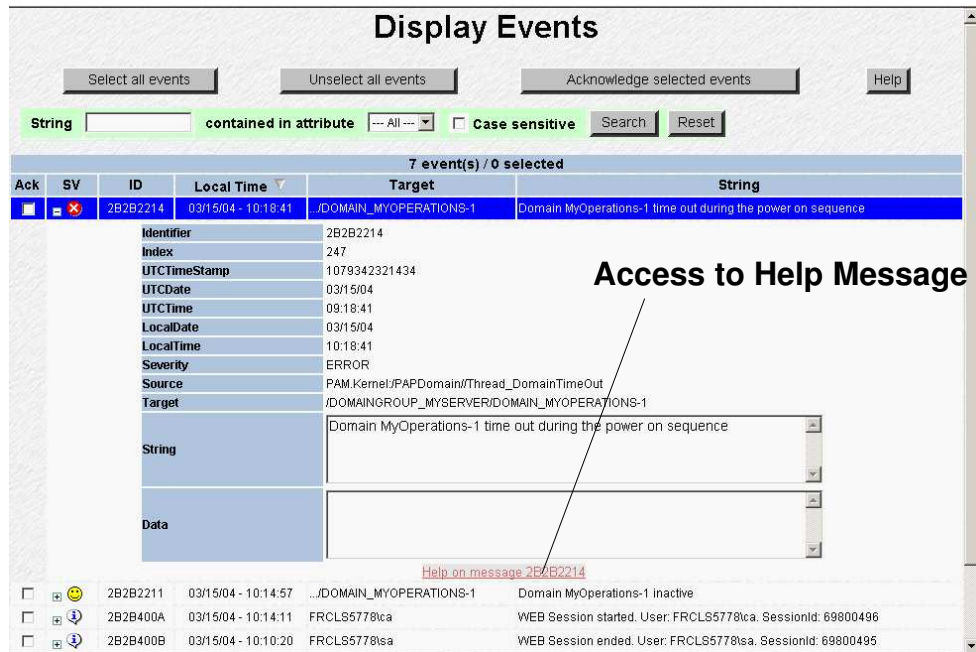 Display Events
Select all events Unselect all events Acknowledge selected events Help
String contained in attribute --- All --- Case sensitive Search Reset
7 event(s) / 0 selected
Ack SV ID Local Time Target String
2B2B2214 03/15/04 - 10:18:41 .../DOMAIN_MYOPERATIONS-1 Domain MyOperations-1 time out during the power on sequence
Identifier 2B2B2214
Index 247
UTCTimeStamp 1079342321434
UTCDate 03/15/04
UTCTime 09:18:41
LocalDate 03/15/04
LocalTime 10:18:41
Severity ERROR
Source PAM.Kernel:/PAPDomain//Thread_DomainTimeOut
Target /DOMAINGROUP_MYSERVER/DOMAIN_MYOPERATIONS-1
Access to Help Message
String Domain MyOperations-1 time out during the power on sequence
Data
Help on message 2B2B2214
2B2B2211 03/15/04 - 10:14:57 .../DOMAIN_MYOPERATIONS-1 Domain MyOperations-1 inactive
2B2B400A 03/15/04 - 10:14:11 FRCLS5778\ca WEB Session started. User: FRCLS5778\ca. SessionId: 69800496
2B2B400B 03/15/04 - 10:10:20 FRCLS5778\sa WEB Session ended. User: FRCLS5778\sa. SessionId: 69800495